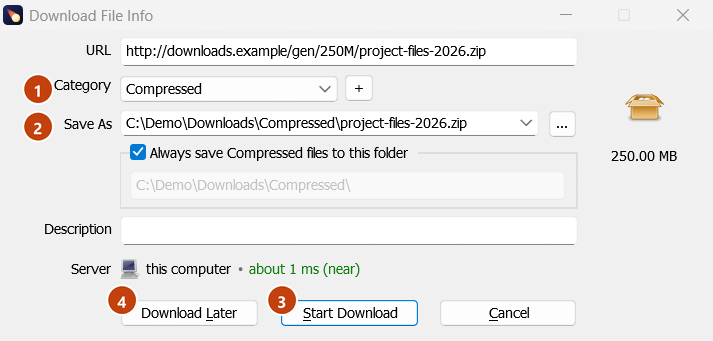 Download File Info
URL http://downloads.example/gen/250M/project-files-2026.zip
1 Category Compressed +
2 Save As C:\Demo\Downloads\Compressed\project-files-2026.zip ...
250.00 MB
Always save Compressed files to this folder
C:\Demo\Downloads\Compressed\
Description
Server this computer • about 1 ms (near)
4 Download Later 3 Start Download Cancel